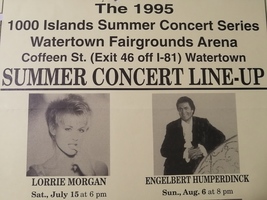 The 1995
1000 Islands Summer Concert Series
Watertown Fairgrounds Arena
Coffeen St. (Exit 46 off I-81) Watertown
SUMMER CONCERT LINE-UP
LORRIE MORGAN
Sat., July 15 at 6 pm
ENGELBERT HUMPERDINCK
Sun., Aug. 6 at 8 pm